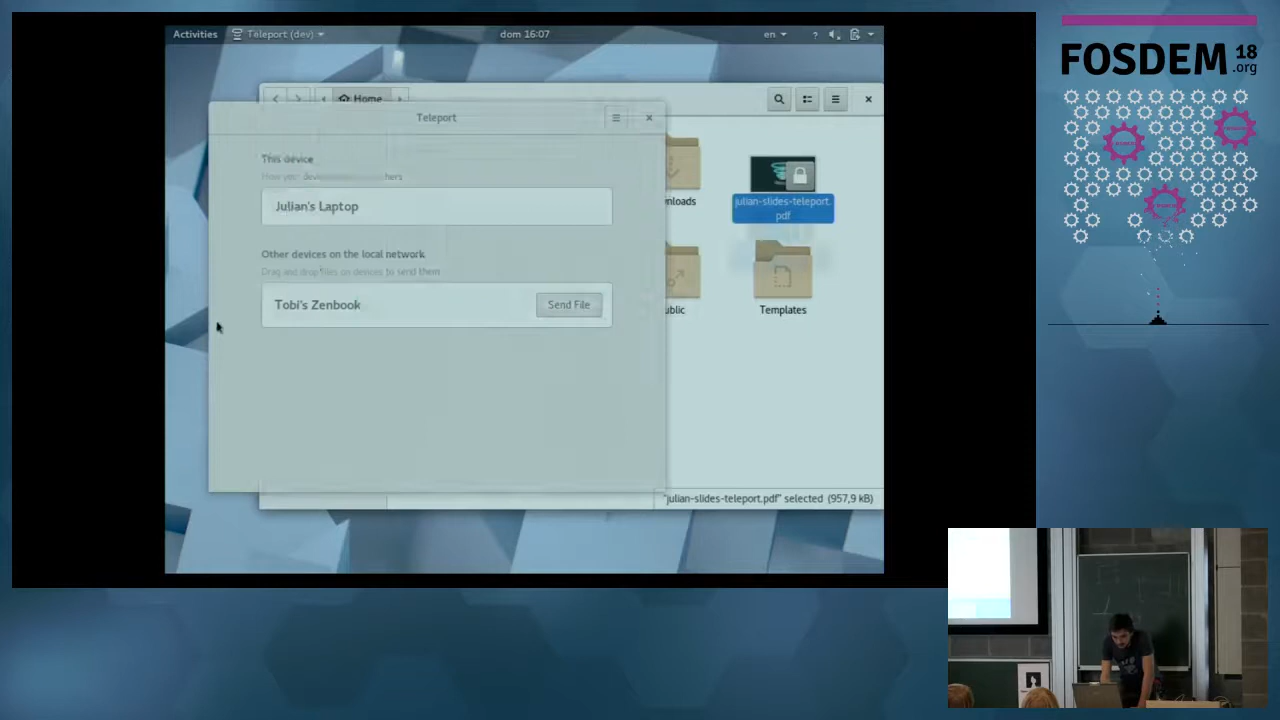 Activities
Teleport (dev)
dom 16:07
en
?
Home
Teleport
This device
Julian's Laptop
Other devices on the local network
Drag and drop files on devices to send them
Tobi's Zenbook
Send File
nloads
julian-slides-teleport.
pdf
ublic
Templates
"julian-slides-teleport.pdf" selected (957,9 kB)
FOSDEM 18
.org